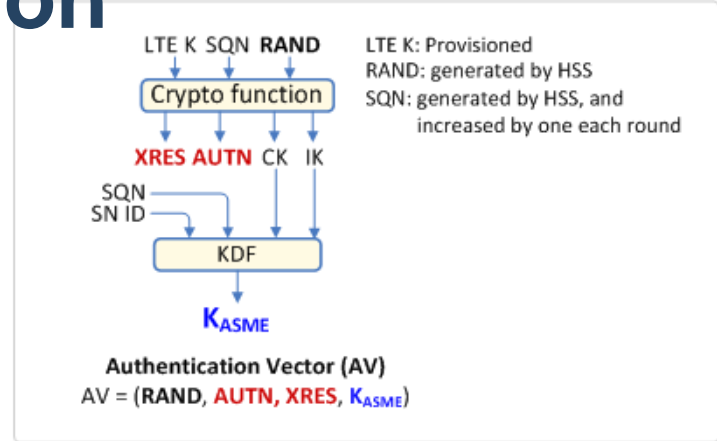 on
LTE K SQN RAND
LTE K: Provisioned
RAND: generated by HSS
Crypto function
SQN: generated by HSS, and
increased by one each round
XRES AUTN CK IK
SQN
SN ID
KDF
KASME
Authentication Vector (AV)
AV = (RAND, AUTN, XRES, KASME)